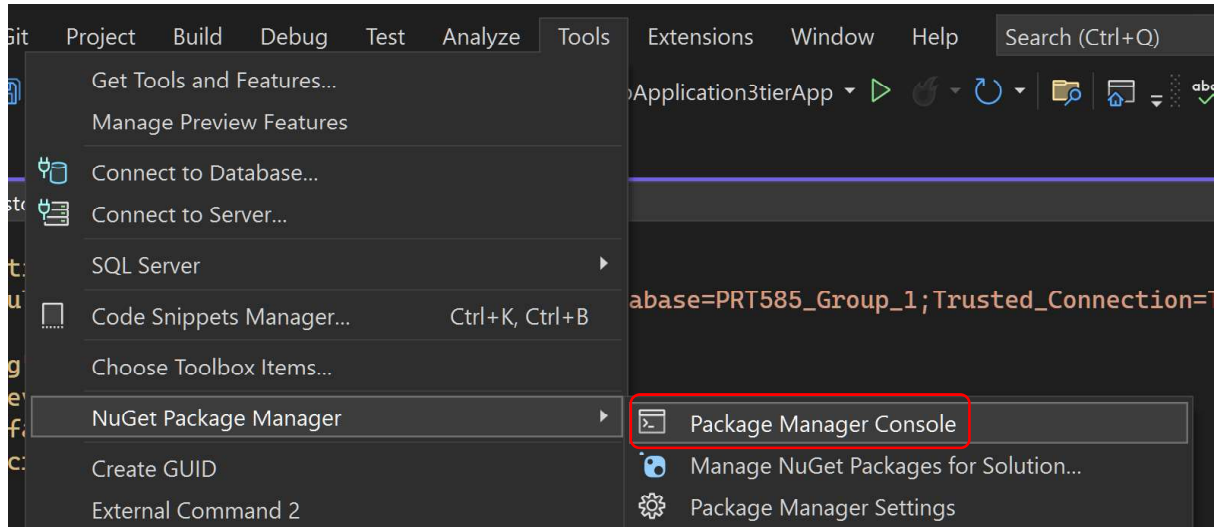 Git Project Build Debug Test Analyze Tools Extensions Window Help Search (Ctrl+Q)
Get Tools and Features...
Application3tierApp
abc
Manage Preview Features
Connect to Database...
Connect to Server...
SQL Server
abase=PRT585_Group_1;Trusted_Connection=T
Code Snippets Manager... Ctrl+K, Ctrl+B
Choose Toolbox Items...
NuGet Package Manager
Package Manager Console
Create GUID
Manage NuGet Packages for Solution...
External Command 2
Package Manager Settings